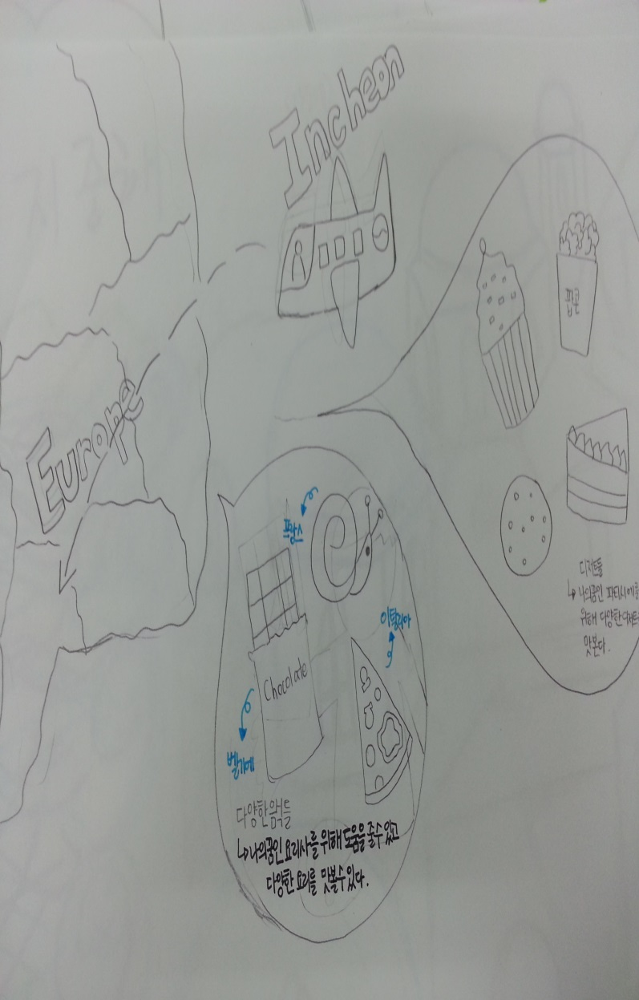 Incheon
Europe
팝콘
디저트들
↳ 나의꿈인 파티시에를
위해 다양한 디저트
맛본다.
프랑스
이탈리아
Chocolate
벨기에
다양한 음식들
↳ 나의꿈인 요리사를 위해 도움을 줄수 있고
다양한 요리를 맛볼수있다.